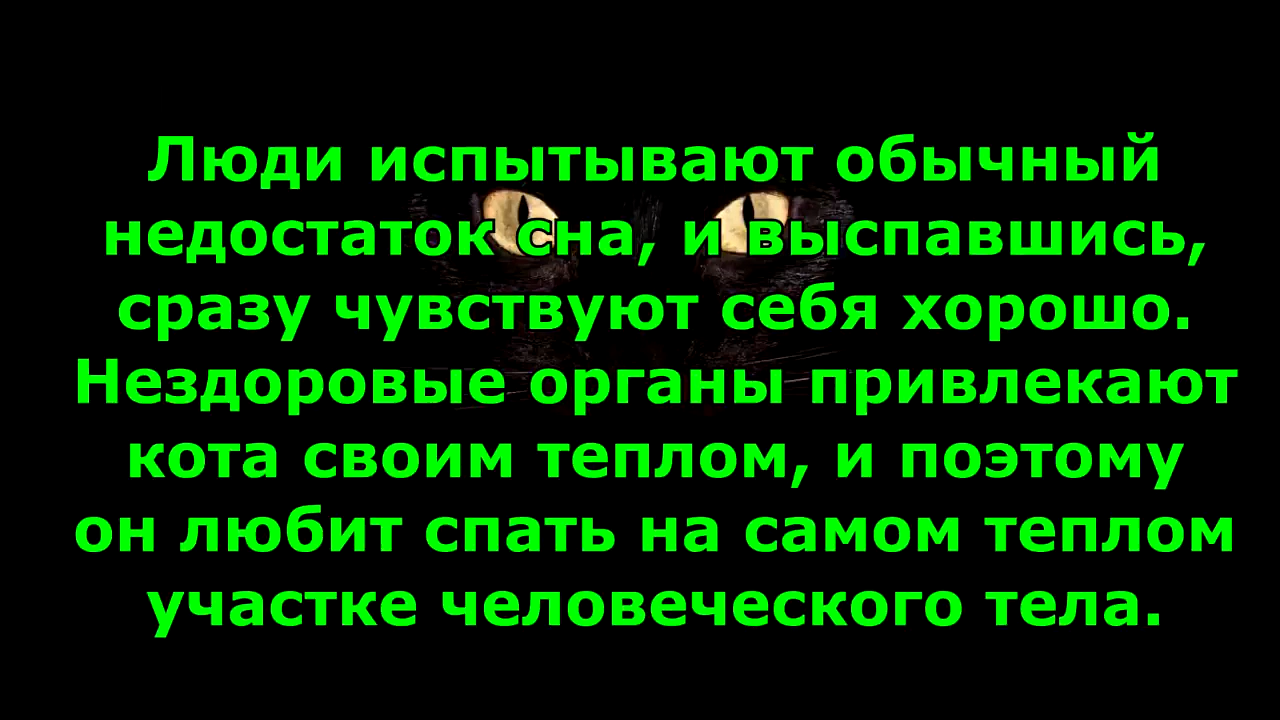 Люди испытывают обычный
недостаток сна, и выспавшись,
сразу чувствуют себя хорошо.
Нездоровые органы привлекают
кота своим теплом, и поэтому
он любит спать на самом теплом
участке человеческого тела.